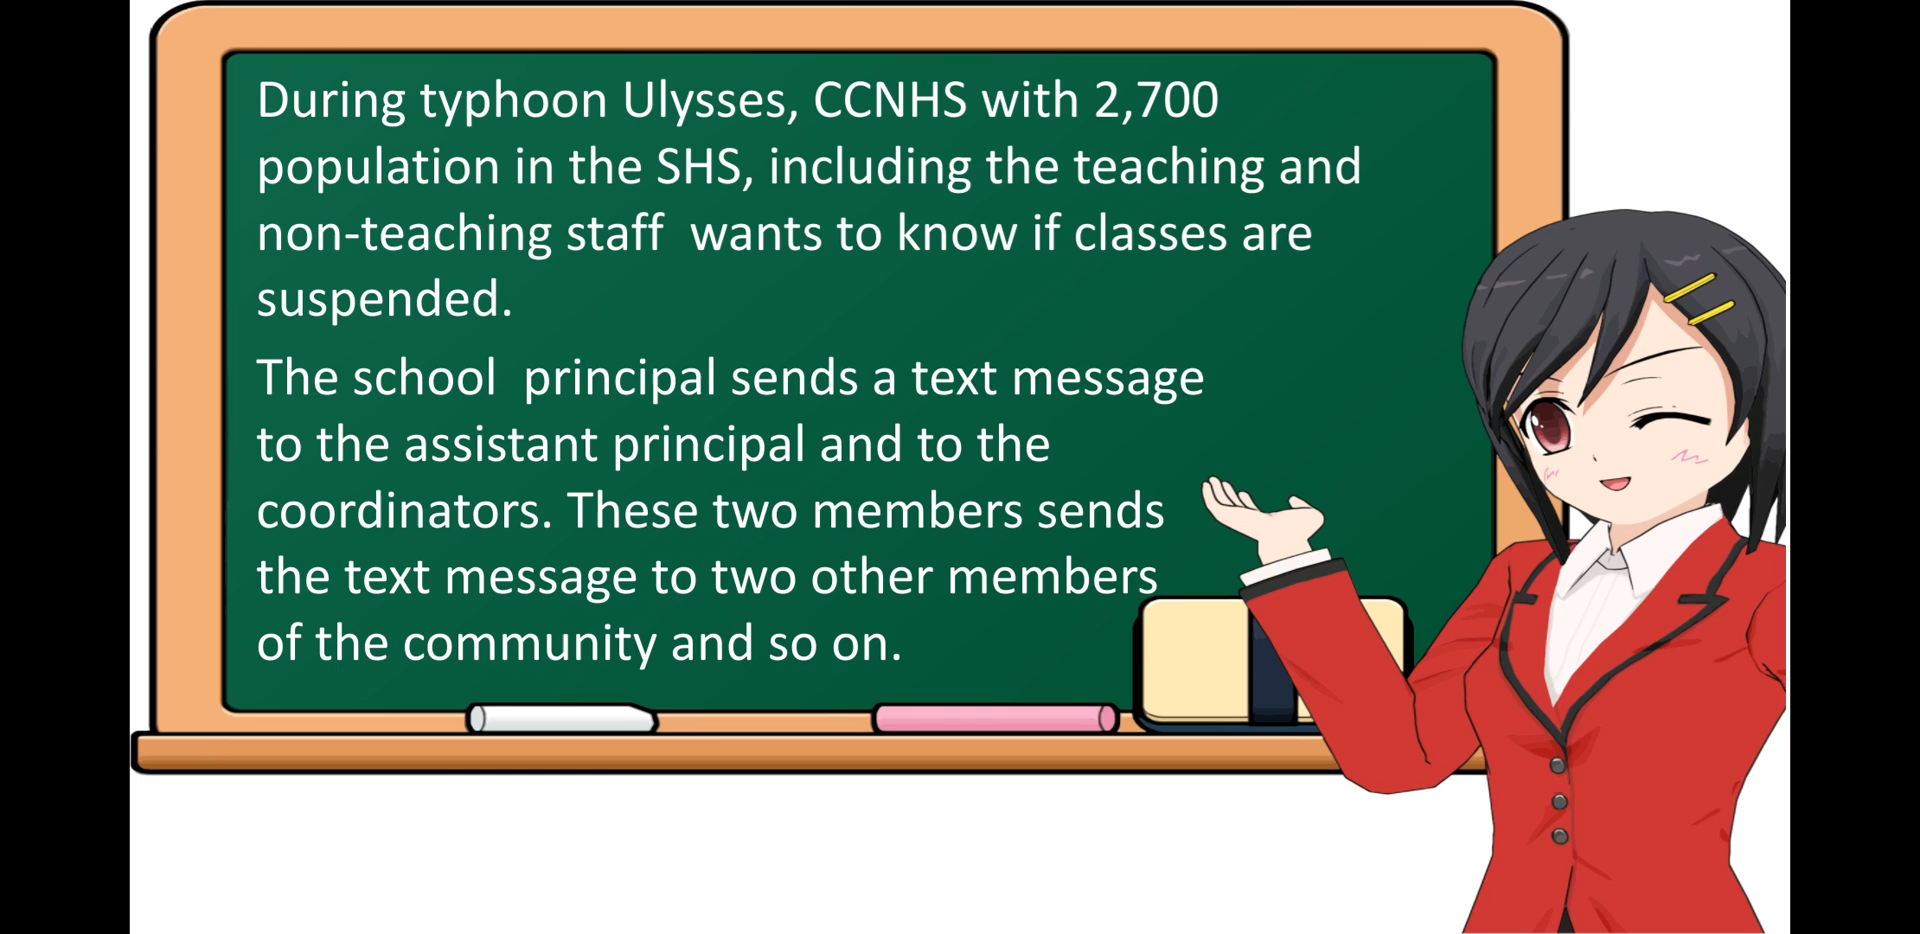 During typhoon Ulysses, CCNHS with 2,700
population in the SHS, including the teaching and
non-teaching staff  wants to know if classes are
suspended.
The school  principal sends a text message
to the assistant principal and to the
coordinators. These two members sends
the text message to two other members
of the community and so on.